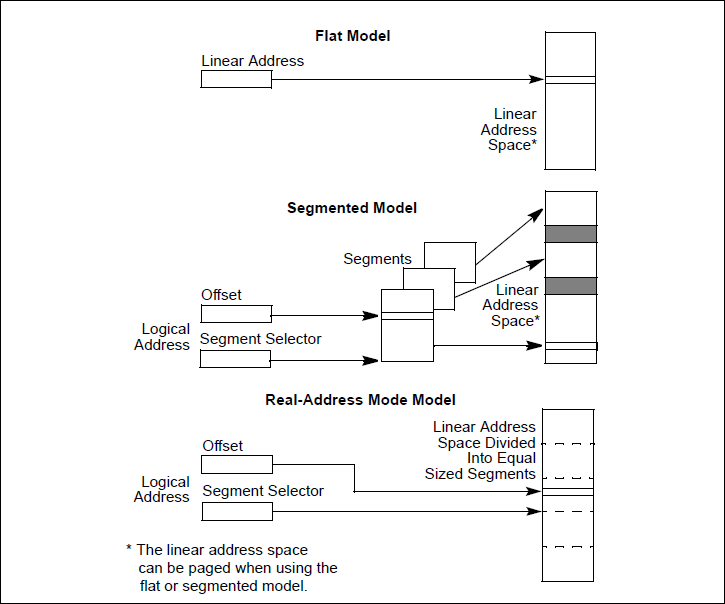 Flat Model
Linear Address
Linear
Address
Space*
Segmented Model
Segments
Offset
Logical
Address
Segment Selector
Linear
Address
Space*
Real-Address Mode Model
Linear Address
Space Divided
Into Equal
Sized Segments
Offset
Logical
Address
Segment Selector
* The linear address space
can be paged when using the
flat or segmented model.